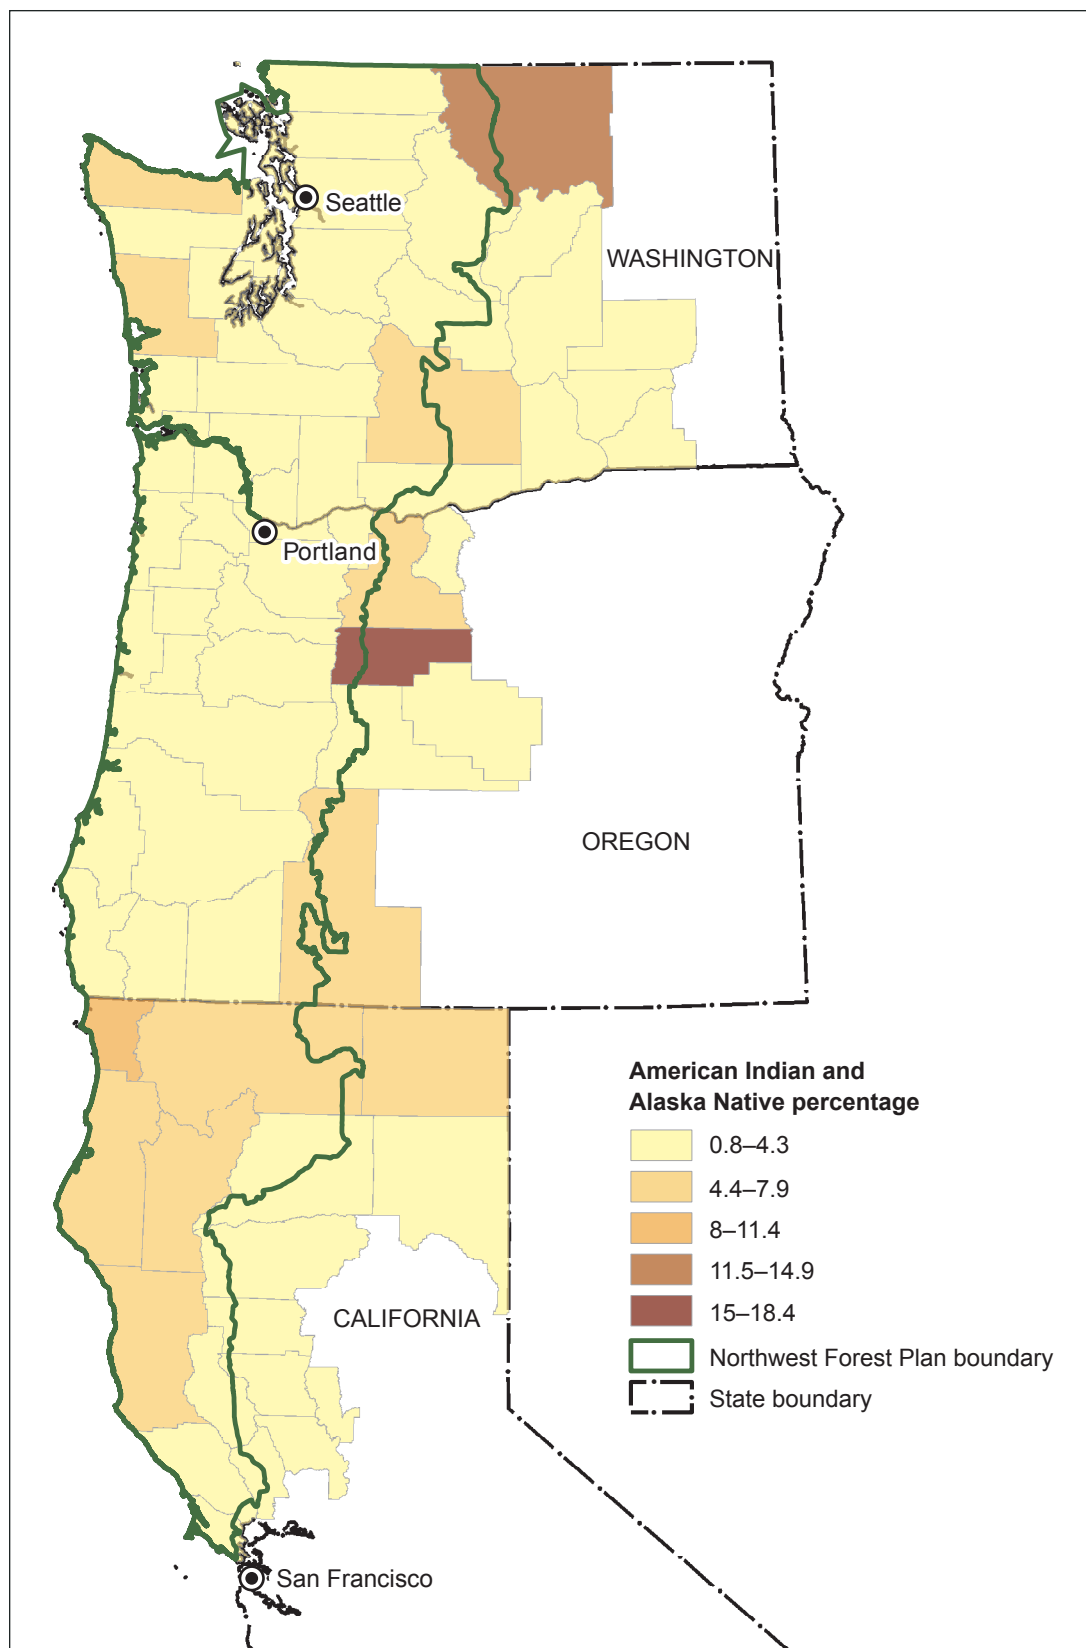 Seattle
WASHINGTON
Portland
OREGON
American Indian and
Alaska Native percentage
0.8–4.3
4.4–7.9
8–11.4
11.5–14.9
15–18.4
CALIFORNIA
Northwest Forest Plan boundary
State boundary
San Francisco